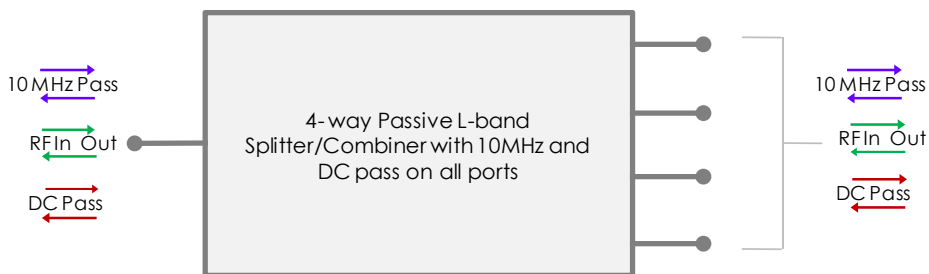 10 MHz Pass
RF In Out
DC Pass
4-way Passive L-band
Splitter/Combiner with 10MHz and
DC pass on all ports
10 MHz Pass
RF In Out
DC Pass